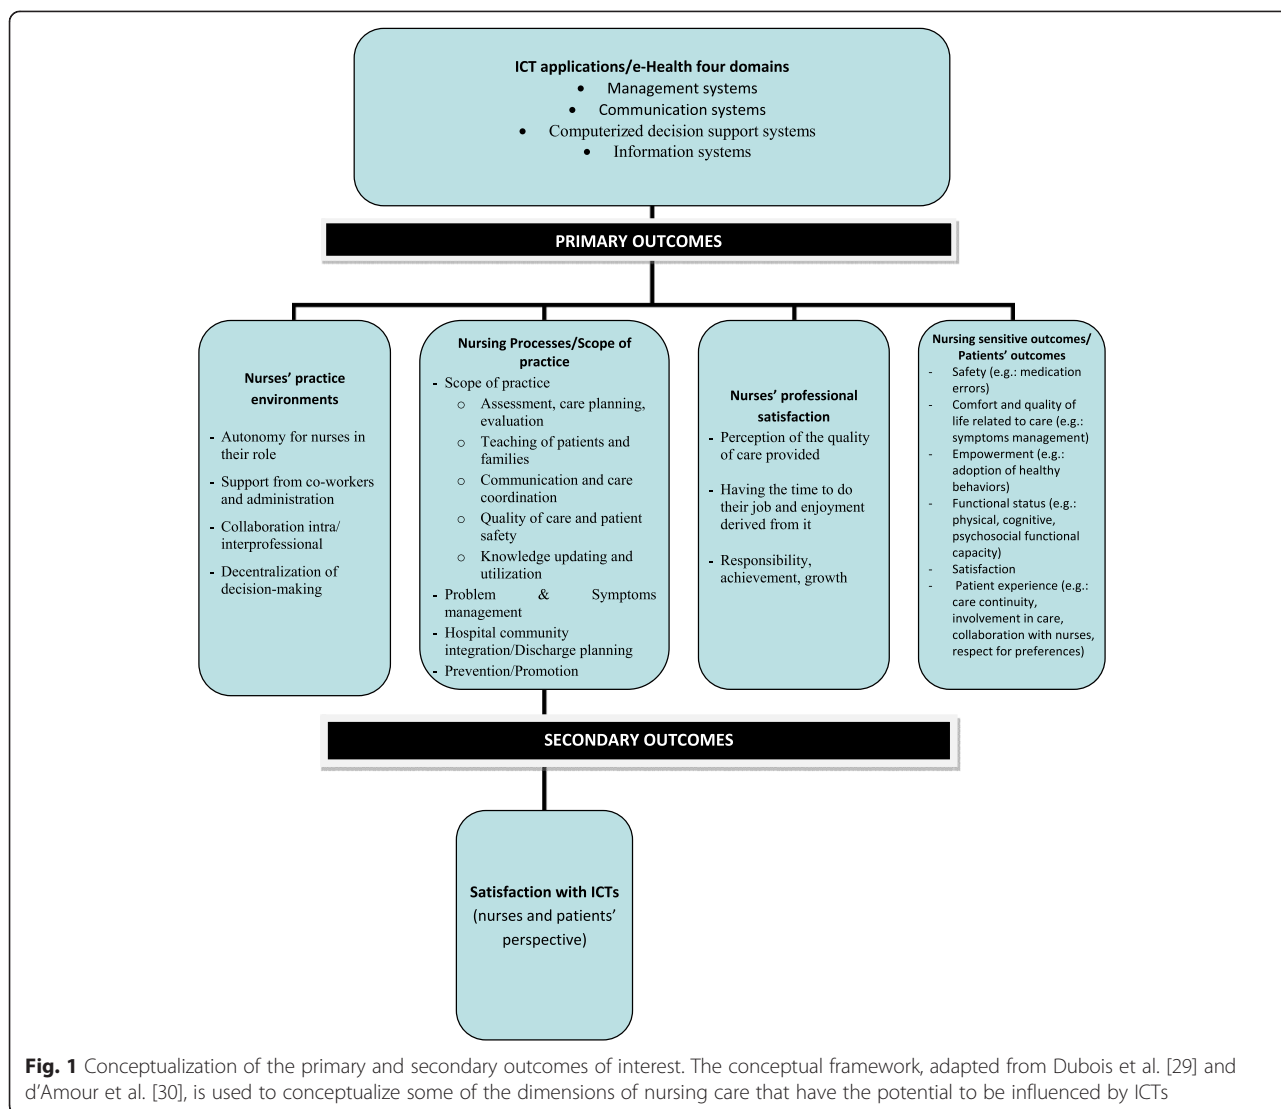 ICT applications/e-Health four domains
• Management systems
• Communication systems
• Computerized decision support systems
• Information systems
PRIMARY OUTCOMES
Nurses’ practice
environments
- Autonomy for nurses in
their role
- Support from co-workers
and administration
- Collaboration intra/
interprofessional
- Decentralization of
decision-making
Nursing Processes/Scope of
practice
- Scope of practice
o Assessment, care planning,
evaluation
o Teaching of patients and
families
o Communication and care
coordination
o Quality of care and patient
safety
o Knowledge updating and
utilization
- Problem & Symptoms
management
- Hospital community
integration/Discharge planning
- Prevention/Promotion
Nurses’ professional
satisfaction
- Perception of the quality
of care provided
- Having the time to do
their job and enjoyment
derived from it
- Responsibility,
achievement, growth
Nursing sensitive outcomes/
Patients’ outcomes
- Safety (e.g.: medication
errors)
- Comfort and quality of
life related to care (e.g.:
symptoms management)
- Empowerment (e.g.:
adoption of healthy
behaviors)
- Functional status (e.g.:
physical, cognitive,
psychosocial functional
capacity)
- Satisfaction
- Patient experience (e.g.:
care continuity,
involvement in care,
collaboration with nurses,
respect for preferences)
SECONDARY OUTCOMES
Satisfaction with ICTs
(nurses and patients’
perspective)
Fig. 1 Conceptualization of the primary and secondary outcomes of interest. The conceptual framework, adapted from Dubois et al. [29] and
d’Amour et al. [30], is used to conceptualize some of the dimensions of nursing care that have the potential to be influenced by ICTs